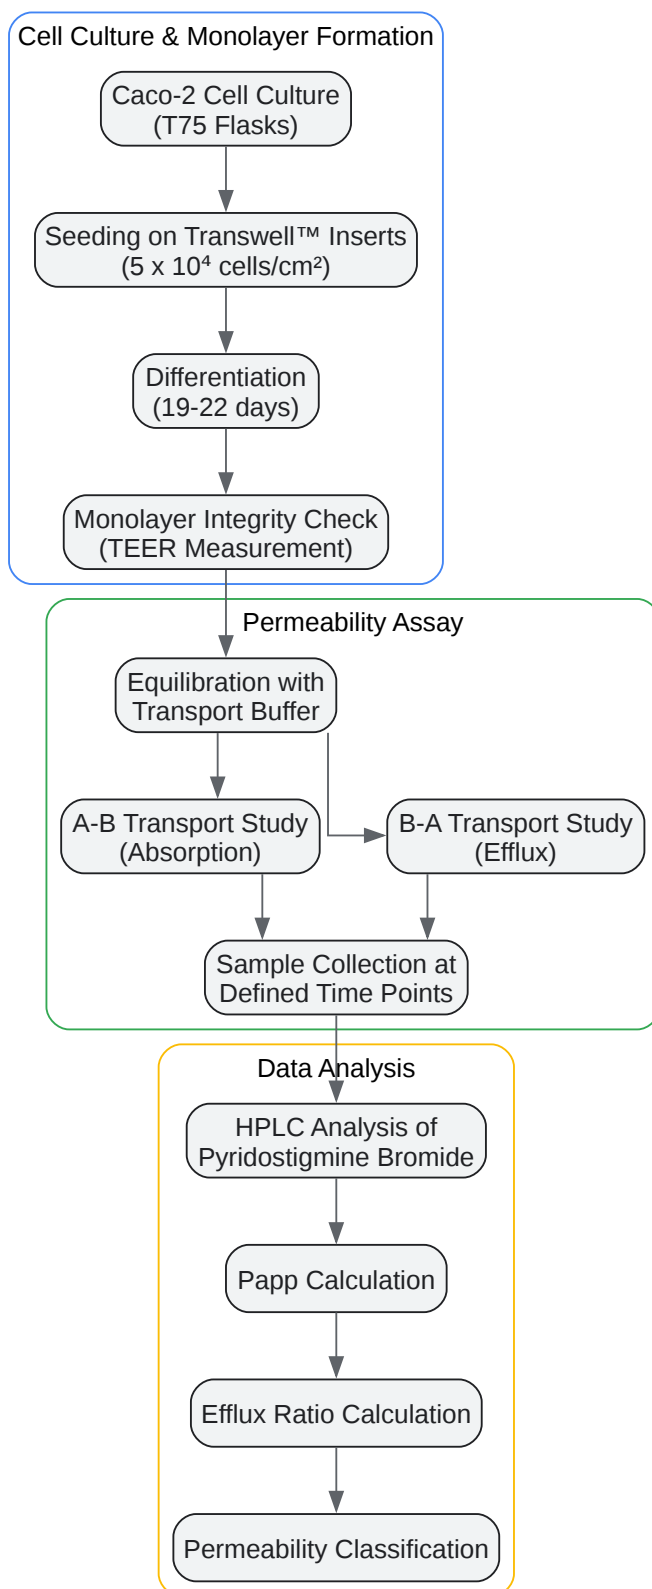 Cell Culture & Monolayer Formation
Caco-2 Cell Culture
(T75 Flasks)
Seeding on Transwell™ Inserts
(5 x 10⁴ cells/cm²)
Differentiation
(19-22 days)
Monolayer Integrity Check
(TEER Measurement)
Permeability Assay
Equilibration with
Transport Buffer
A-B Transport Study
(Absorption)
B-A Transport Study
(Efflux)
Sample Collection at
Defined Time Points
Data Analysis
HPLC Analysis of
Pyridostigmine Bromide
Papp Calculation
Efflux Ratio Calculation
Permeability Classification